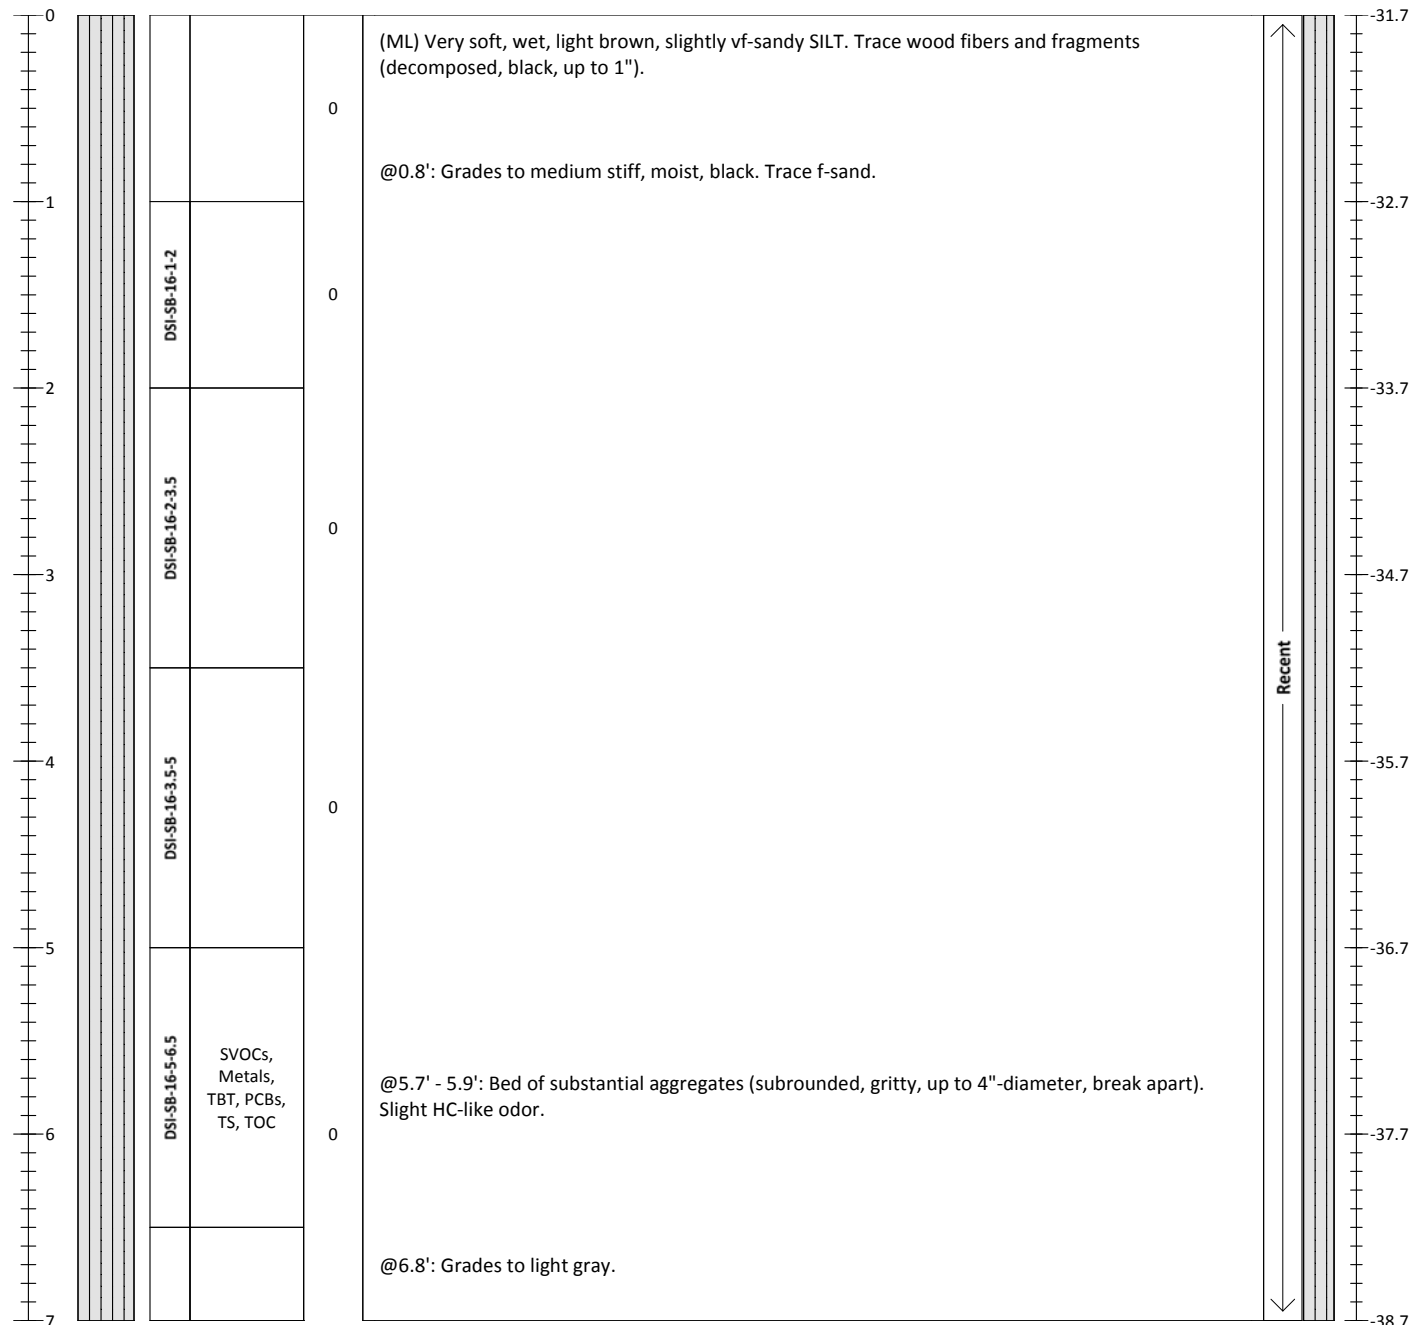 0
-31.7
(ML) Very soft, wet, light brown, slightly vf-sandy SILT. Trace wood fibers and fragments
(decomposed, black, up to 1").
0
@0.8': Grades to medium stiff, moist, black. Trace f-sand.
1
-32.7
DSI-SB-16-1-2
0
2
-33.7
DSI-SB-16-2-3.5
0
3
-34.7
Recent
4
-35.7
DSI-SB-16-3.5-5
0
5
-36.7
DSI-SB-16-5-6.5
SVOCs,
Metals,
TBT, PCBs,
TS, TOC
@5.7' - 5.9': Bed of substantial aggregates (subrounded, gritty, up to 4"-diameter, break apart).
Slight HC-like odor.
6
0
-37.7
@6.8': Grades to light gray.
7
-38.7